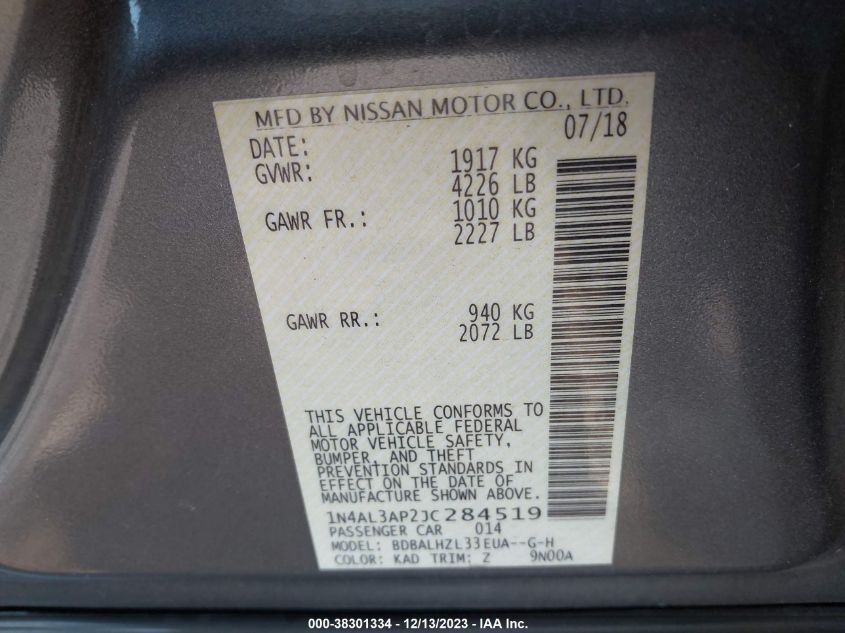 MFD BY NISSAN MOTOR CO., LTD.
DATE: 07/18
GVWR: 1917 KG
4226 LB
GAWR FR.: 1010 KG
2227 LB
GAWR RR.: 940 KG
2072 LB
THIS VEHICLE CONFORMS TO
ALL APPLICABLE FEDERAL
MOTOR VEHICLE SAFETY,
BUMPER, AND THEFT
PREVENTION STANDARDS IN
EFFECT ON THE DATE OF
MANUFACTURE SHOWN ABOVE.
1N4AL3AP2JC284519
PASSENGER CAR 014
MODEL: BDBALHZL33EUA--G-H
COLOR: KAD TRIM: Z 9N00A
000-38301334 - 12/13/2023 - IAA Inc.